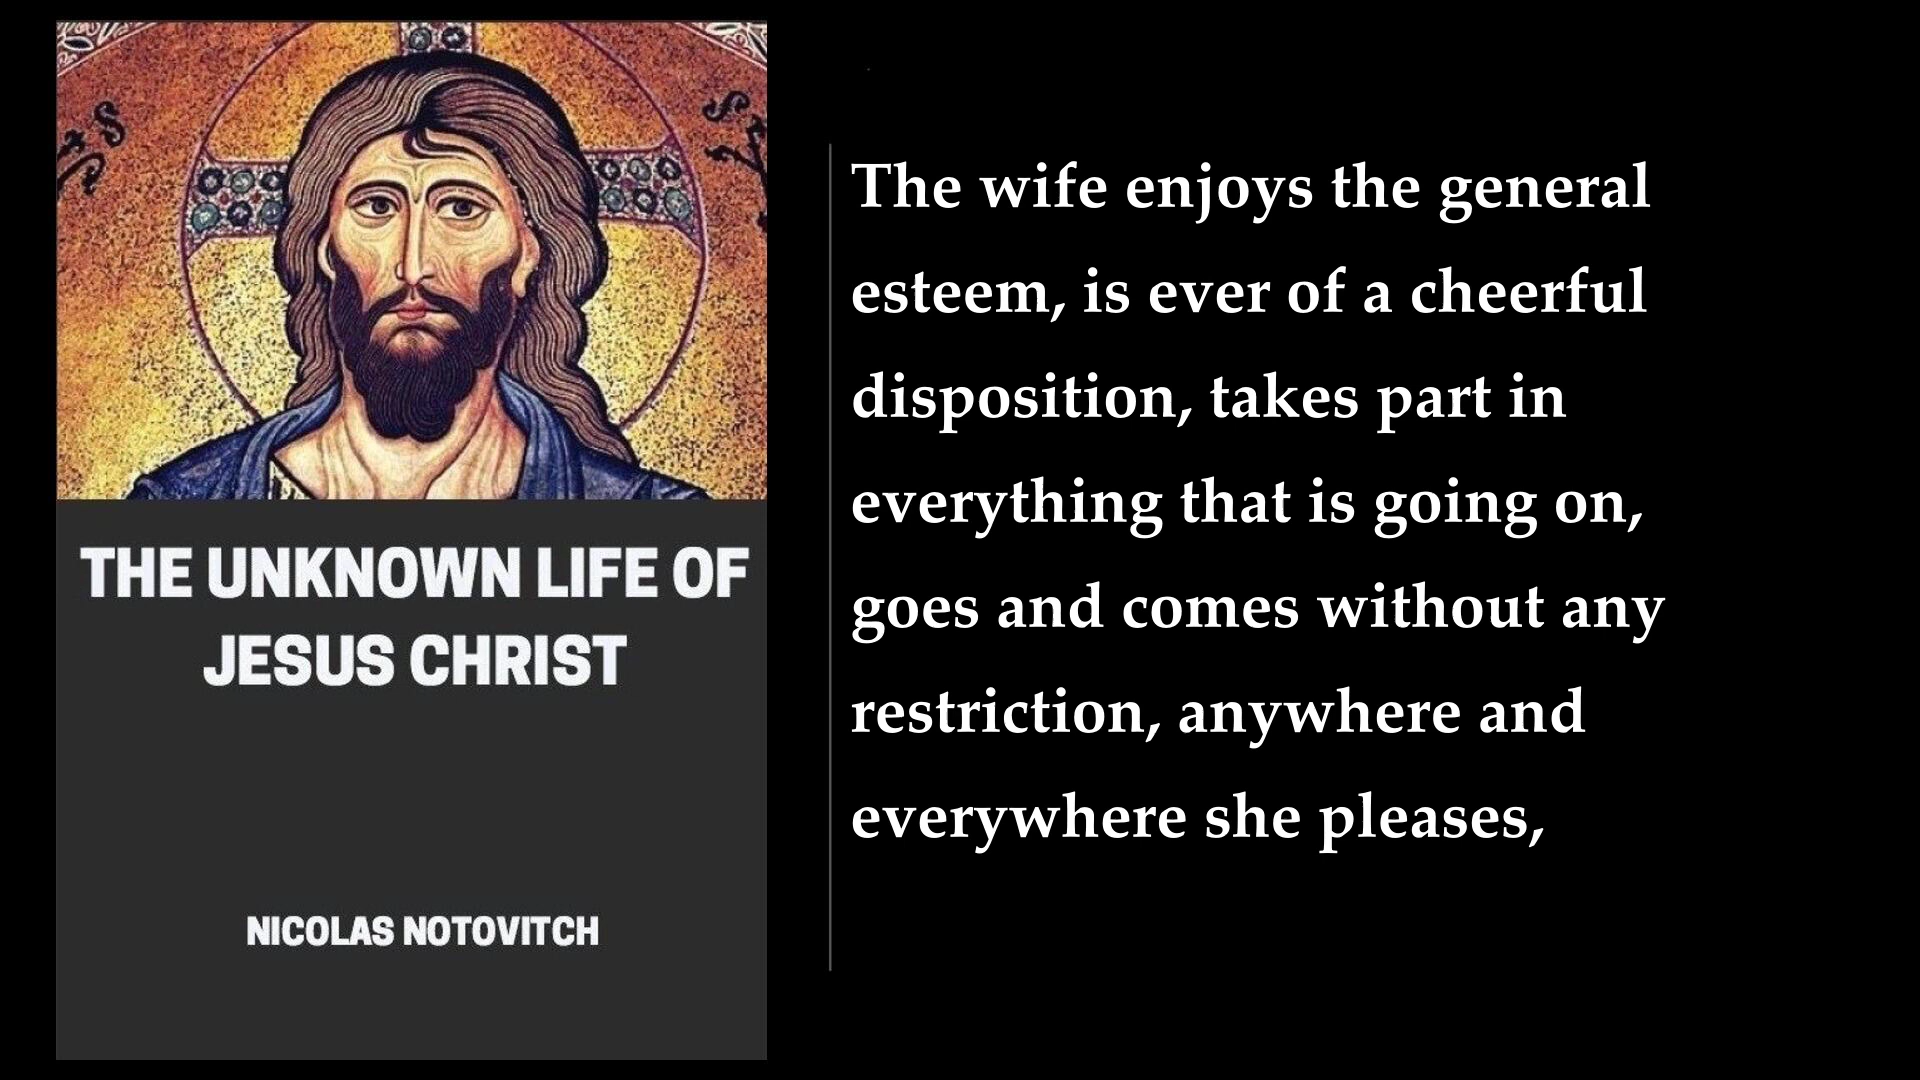 THE UNKNOWN LIFE OF
JESUS CHRIST
NICOLAS NOTOVITCH
The wife enjoys the general
esteem, is ever of a cheerful
disposition, takes part in
everything that is going on,
goes and comes without any
restriction, anywhere and
everywhere she pleases,